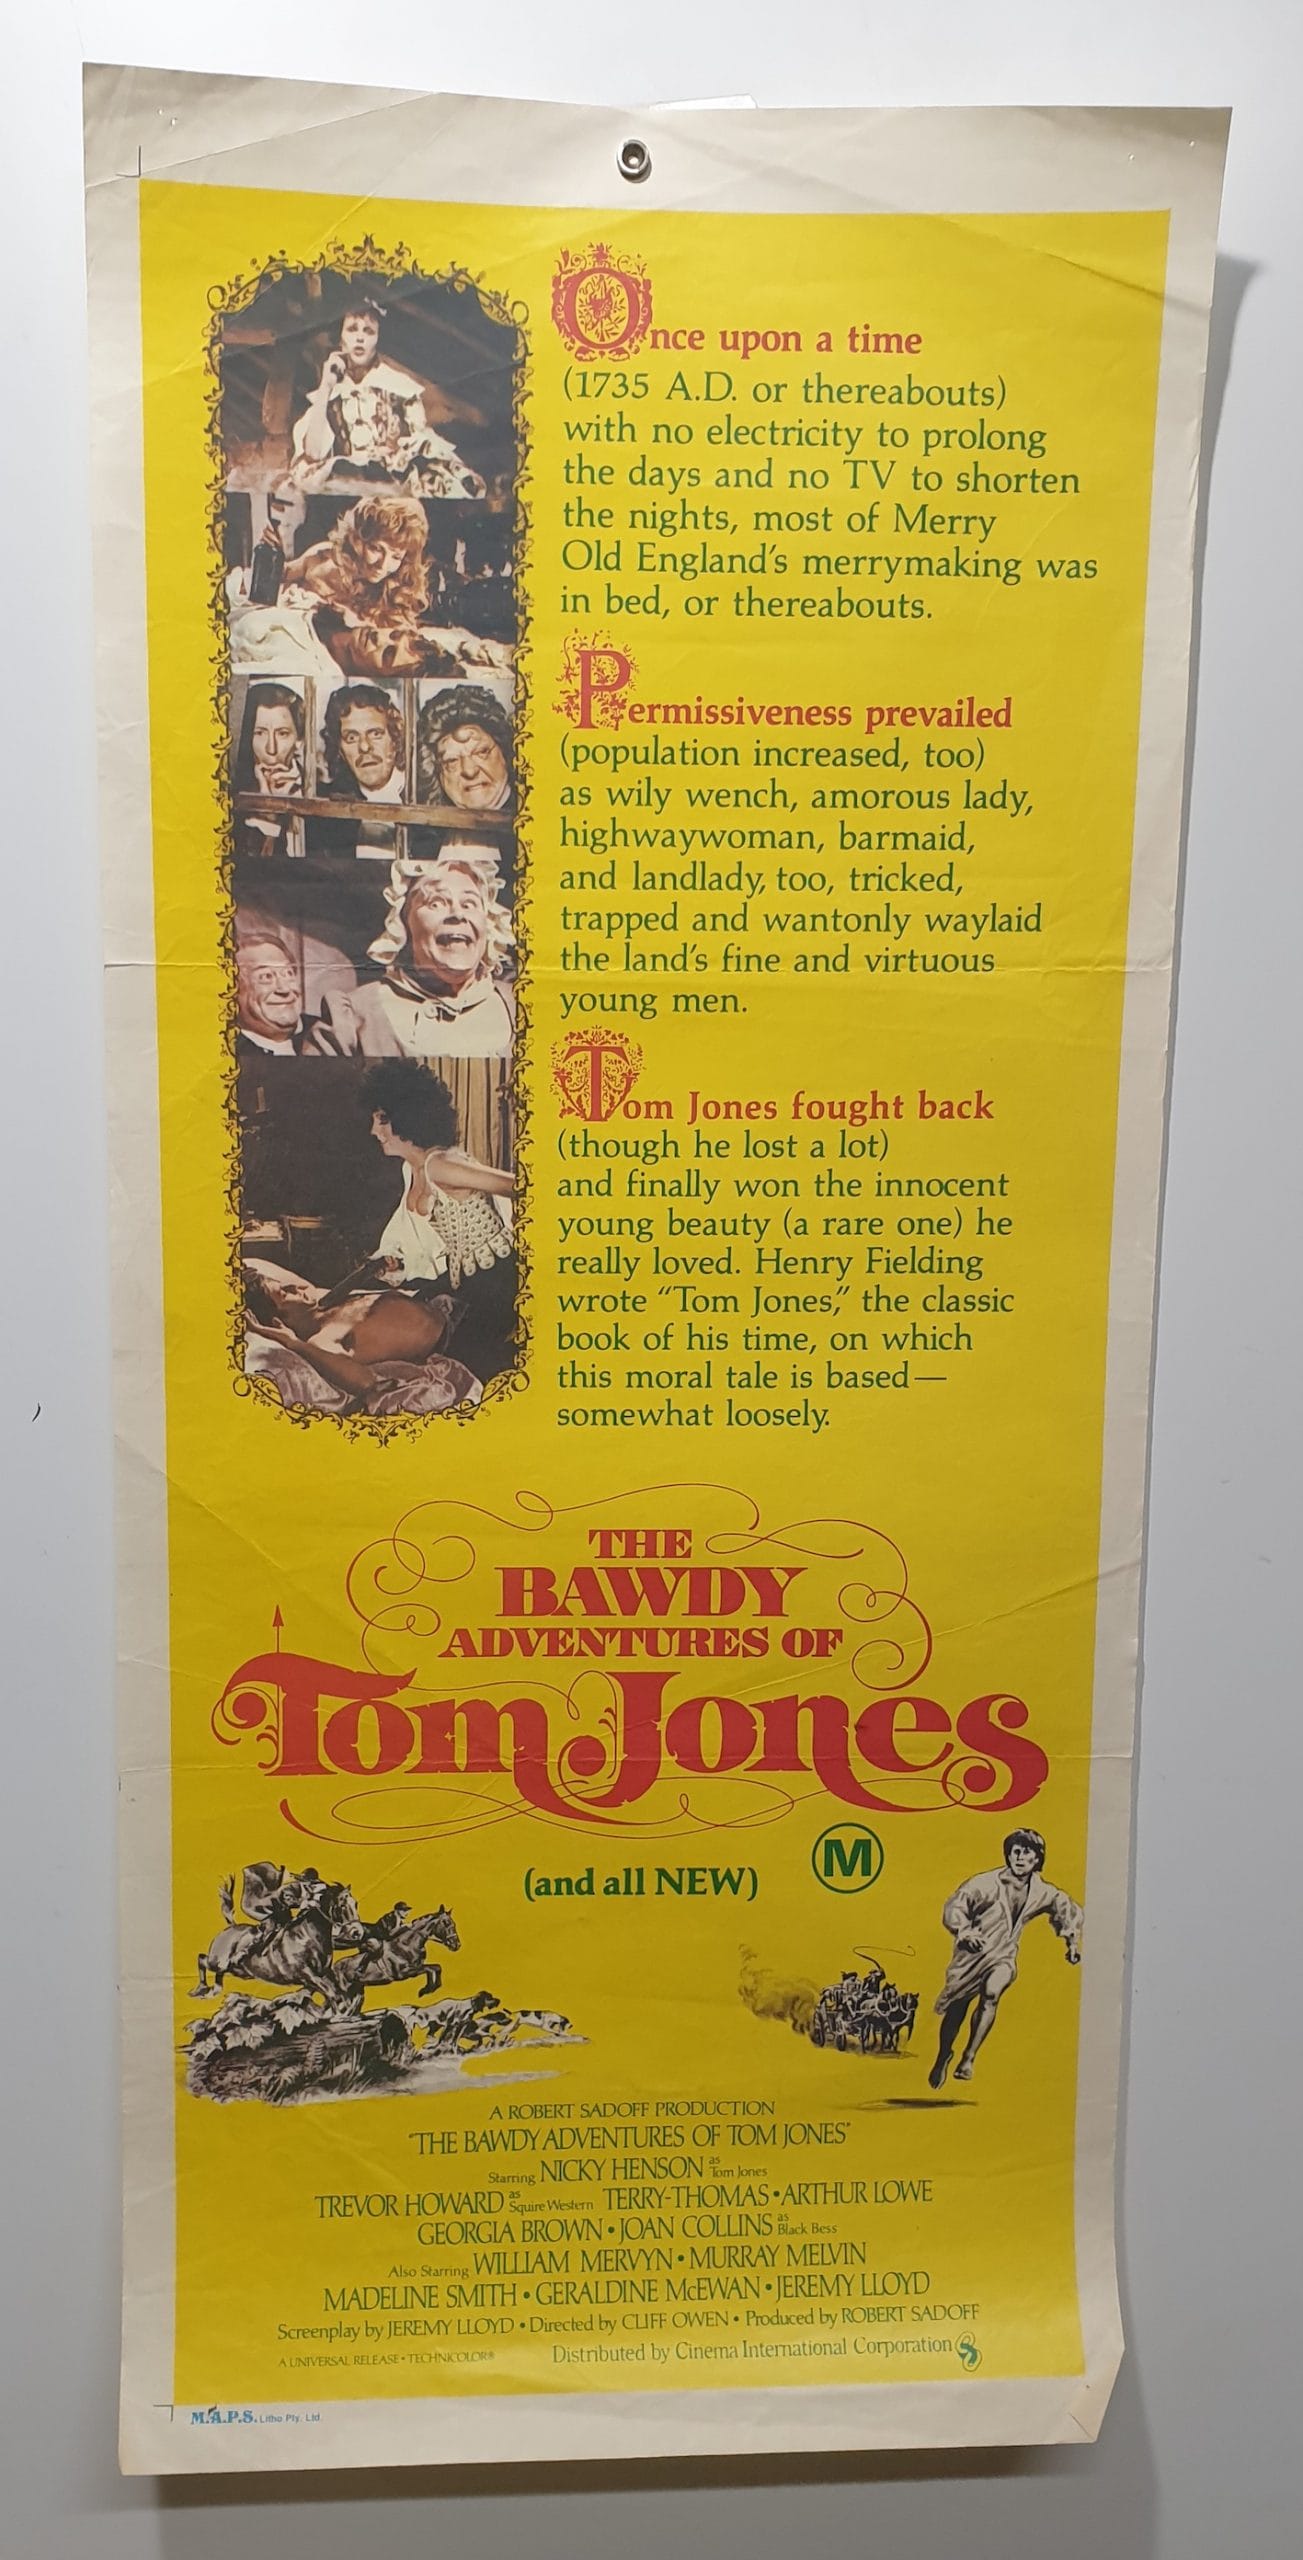 Once upon a time
(1735 A.D. or thereabouts)
with no electricity to prolong
the days and no TV to shorten
the nights, most of Merry
Old England's merrymaking was
in bed, or thereabouts.
Permissiveness prevailed
(population increased, too)
as wily wench, amorous lady,
highwaywoman, barmaid,
and landlady, too, tricked,
trapped and wantonly waylaid
the land's fine and virtuous
young men.
Tom Jones fought back
(though he lost a lot)
and finally won the innocent
young beauty (a rare one) he
really loved. Henry Fielding
wrote "Tom Jones," the classic
book of his time, on which
this moral tale is based—
somewhat loosely.
THE
BAWDY
ADVENTURES OF
Tom Jones
(and all NEW)
M
A ROBERT SADOFF PRODUCTION
"THE BAWDY ADVENTURES OF TOM JONES"
Starring NICKY HENSON as Tom Jones
TREVOR HOWARD as Squire Western TERRY-THOMAS • ARTHUR LOWE
GEORGIA BROWN • JOAN COLLINS as Black Bess
Also Starring WILLIAM MERVYN • MURRAY MELVIN
MADELINE SMITH • GERALDINE McEWAN • JEREMY LLOYD
Screenplay by JEREMY LLOYD • Directed by CLIFF OWEN • Produced by ROBERT SADOFF
A UNIVERSAL RELEASE • TECHNICOLOR® Distributed by Cinema International Corporation
M.A.P.S. Litho Pty. Ltd.